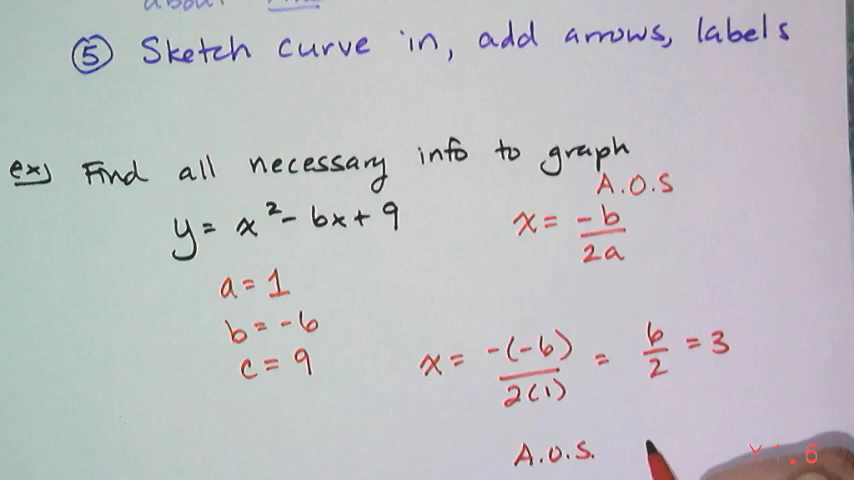 about
⑤ Sketch curve in, add arrows, labels
ex) Find all necessary info to graph
y = x² - 6x + 9
A.O.S
x = -b/2a
a = 1
b = -6
c = 9
x = -(-6)/2(1) = 6/2 = 3
A.O.S.